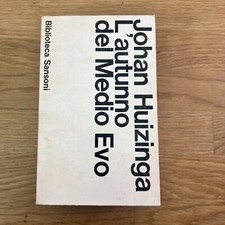 Johan Huizinga
L'autunno
del Medio Evo
Biblioteca Sansoni